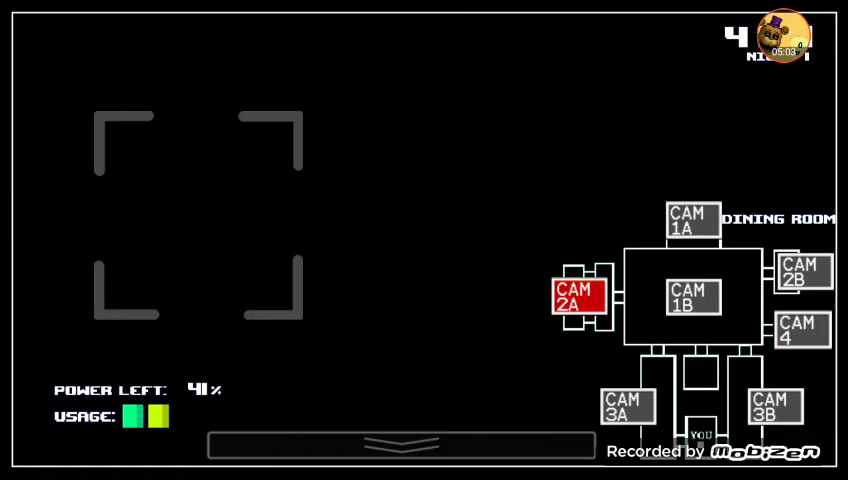 4
05:03
CAM 1A
DINING ROOM
CAM 2B
CAM 2A
CAM 1B
CAM 4
POWER LEFT: 41%
USAGE:
CAM 3A
CAM 3B
YOU
Recorded by Mobizen